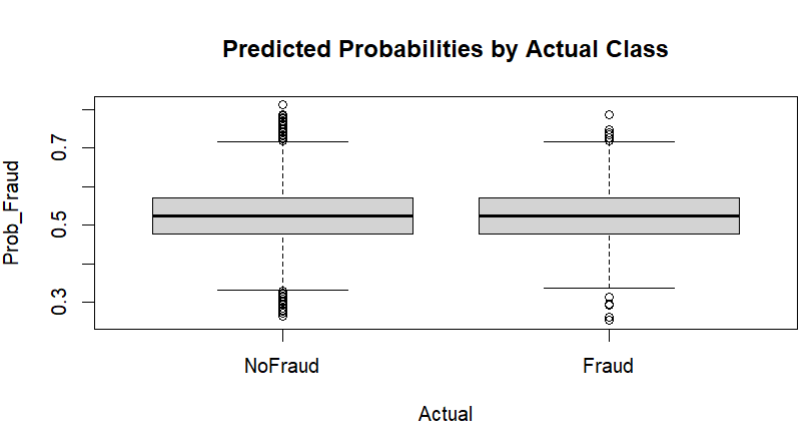 Predicted Probabilities by Actual Class
Prob_Fraud
0.7
0.5
0.3
NoFraud Fraud
Actual